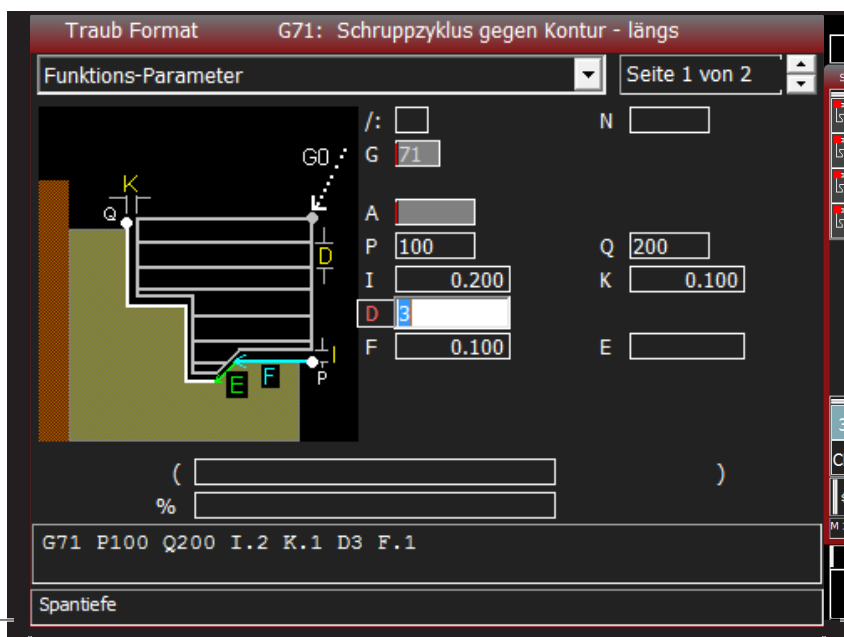 Traub Format G71: Schruppzyklus gegen Kontur - längs
Funktions-Parameter Seite 1 von 2
/: N
G 71
A
P 100 Q 200
I 0.200 K 0.100
D 3
F 0.100 E
G0
K
Q
D
I
E F P
( )
%
G71 P100 Q200 I.2 K.1 D3 F.1
Spantiefe